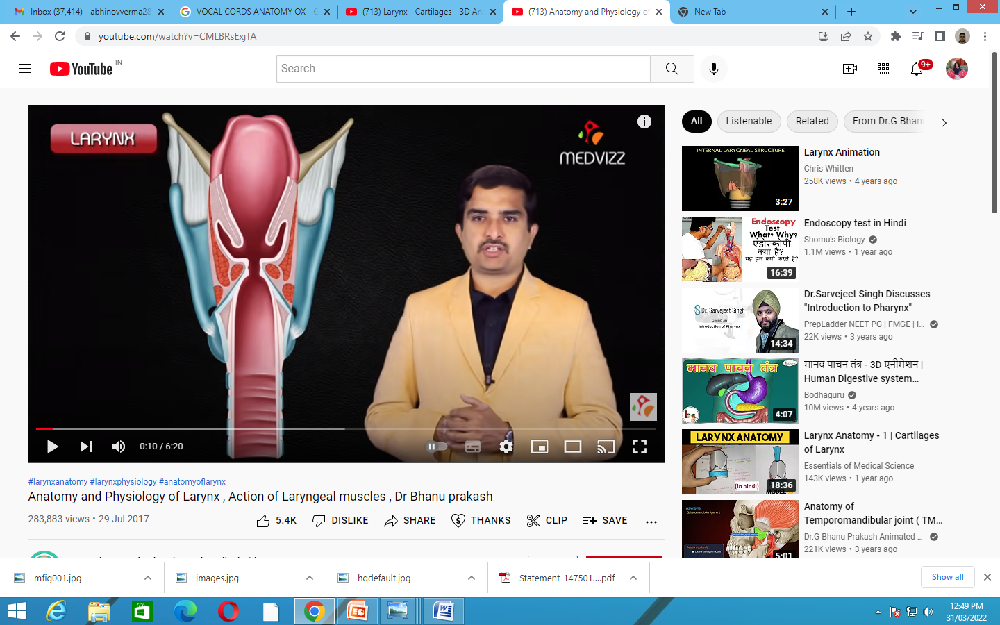 Inbox (37,414) - abhinovverma28
VOCAL CORDS ANATOMY OX - G
(713) Larynx - Cartilages - 3D An
(713) Anatomy and Physiology of
New Tab
youtube.com/watch?v=CMLBRsExjTA
YouTube IN
Search
9+
LARYNX
MEDVIZZ
0:10 / 6:20
#larynxanatomy #larynxphysiology #anatomyoflarynx
Anatomy and Physiology of Larynx , Action of Laryngeal muscles , Dr Bhanu prakash
283,883 views • 29 Jul 2017
5.4K
DISLIKE
SHARE
THANKS
CLIP
SAVE
All
Listenable
Related
From Dr.G Bhanu
INTERNAL LARYGNEAL STRUCTURE
3:27
Larynx Animation
Chris Whitten
258K views • 4 years ago
Endoscopy
Test
What? Why?
एंडोस्कोपी
क्या है?
यह हम क्यों करते है?
16:39
Endoscopy test in Hindi
Shomu's Biology
1.1M views • 1 year ago
Dr. Sarvejeet Singh
Giving an
Introduction of Pharynx
14:34
Dr.Sarvejeet Singh Discusses
"Introduction to Pharynx"
PrepLadder NEET PG | FMGE | I...
22K views • 3 years ago
मानव पाचन तंत्र
4:07
मानव पाचन तंत्र - 3D एनीमेशन |
Human Digestive system...
Bodhaguru
10M views • 4 years ago
LARYNX ANATOMY
(in hindi)
MODEL
18:36
Larynx Anatomy - 1 | Cartilages
of Larynx
Essentials of Medical Science
143K views • 1 year ago
LIGAMENTS
Sphenomandibular ligament
5:01
Anatomy of
Temporomandibular joint ( TM...
Dr.G Bhanu Prakash Animated ...
221K views • 3 years ago
mfig001.jpg
images.jpg
hqdefault.jpg
Statement-147501....pdf
Show all
12:49 PM
31/03/2022